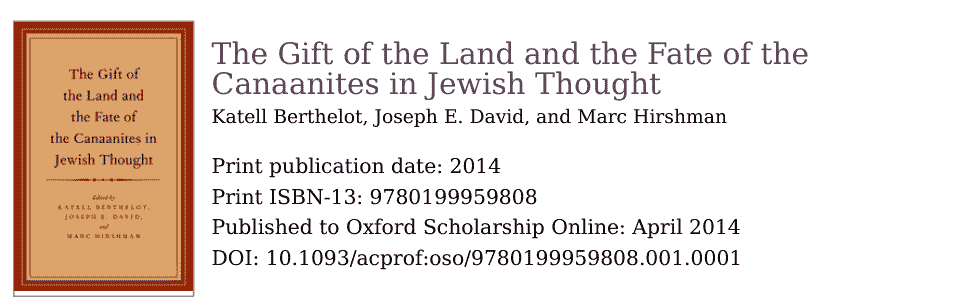 The Gift of
the Land and
the Fate of
the Canaanites in
Jewish Thought
Edited by
KATELL BERTHELOT,
JOSEPH E. DAVID,
and
MARC HIRSHMAN
The Gift of the Land and the Fate of the
Canaanites in Jewish Thought
Katell Berthelot, Joseph E. David, and Marc Hirshman
Print publication date: 2014
Print ISBN-13: 9780199959808
Published to Oxford Scholarship Online: April 2014
DOI: 10.1093/acprof:oso/9780199959808.001.0001